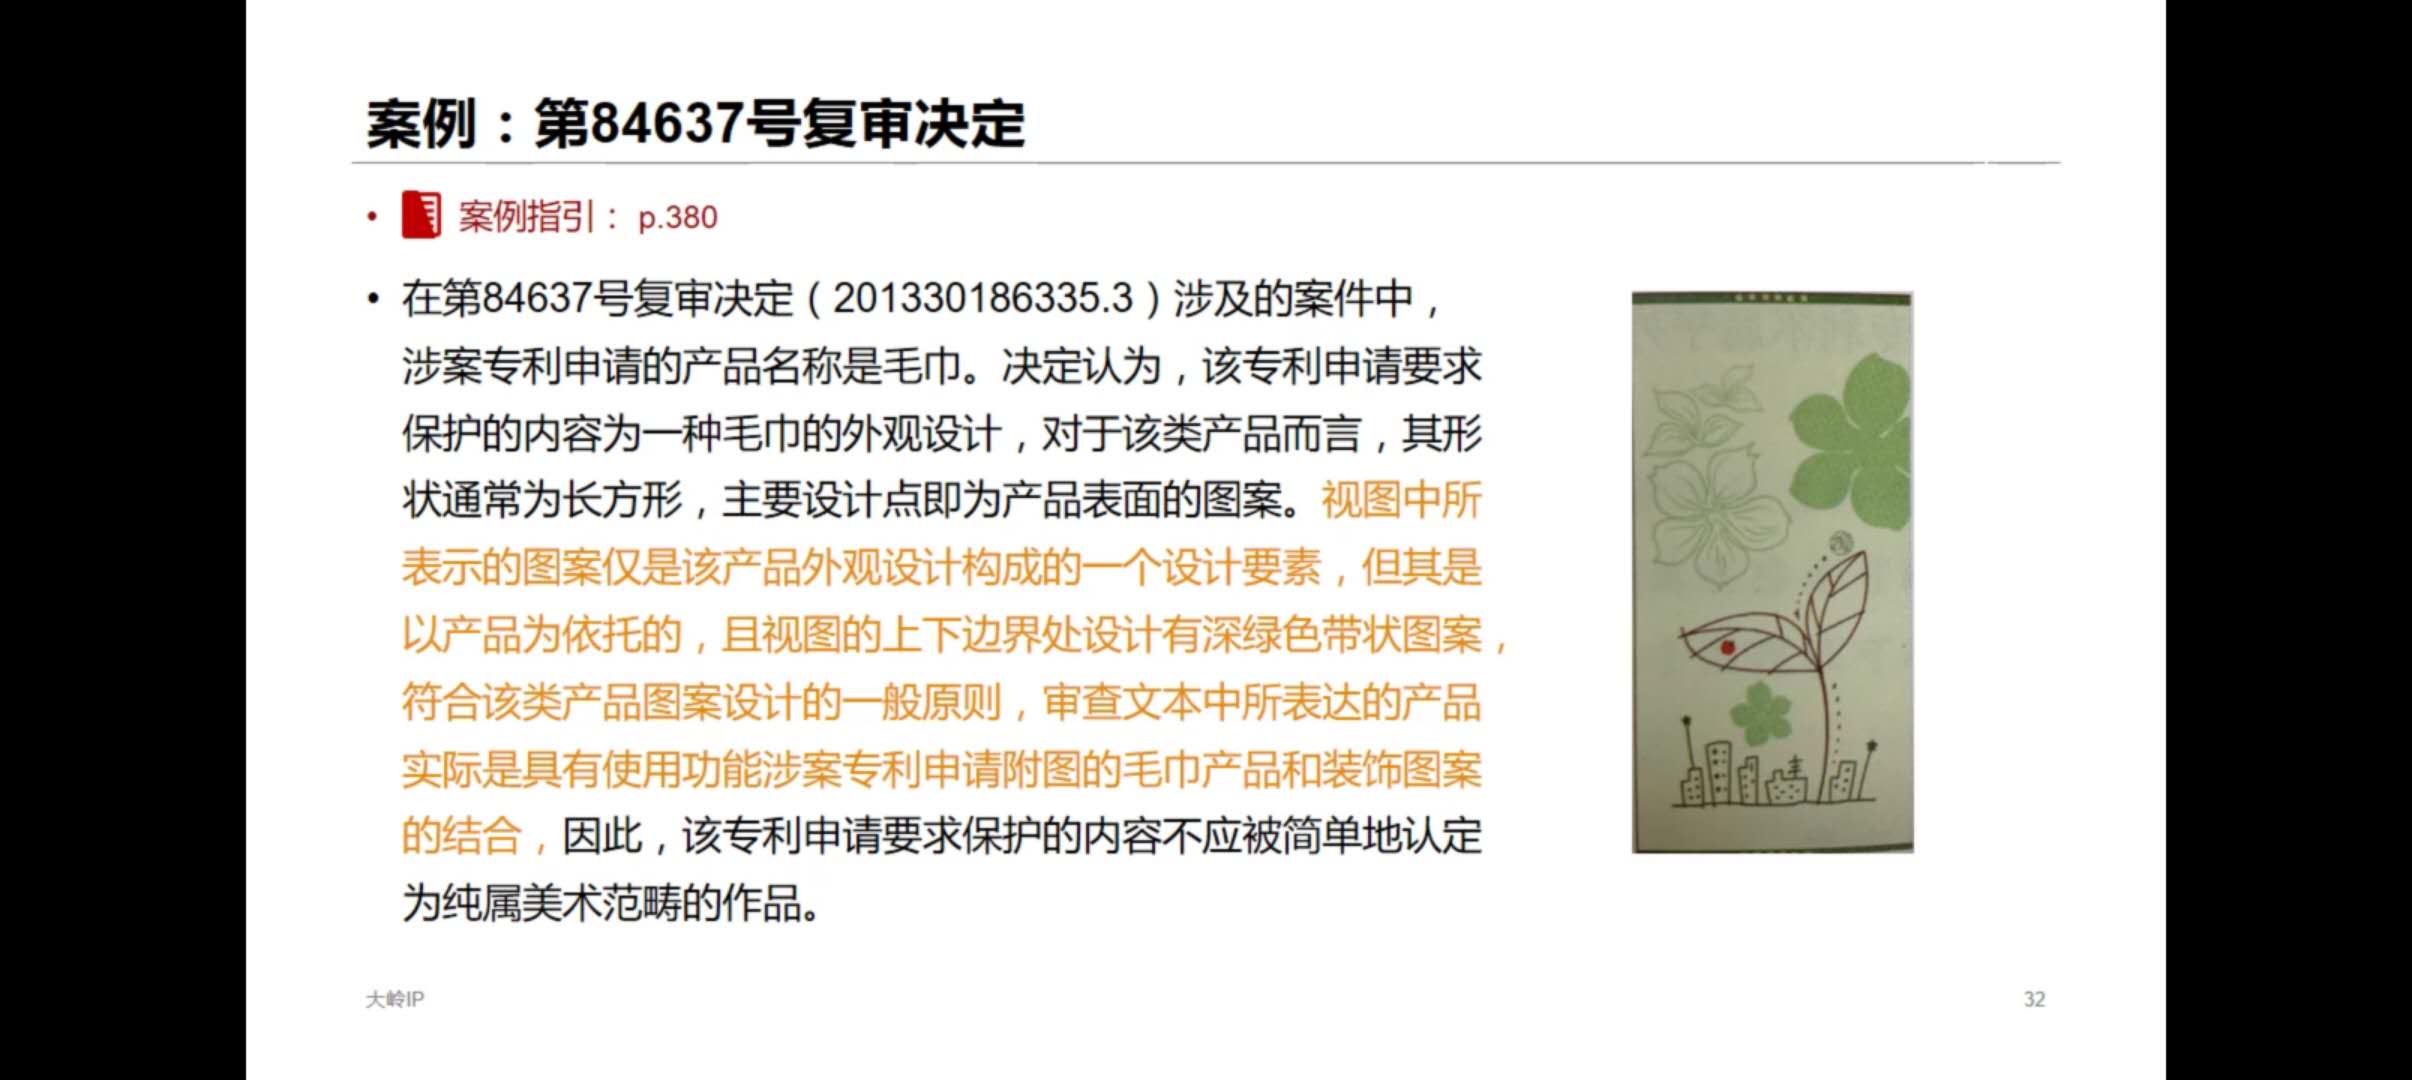 案例：第84637号复审决定
• 案例指引： p.380
• 在第84637号复审决定（201330186335.3）涉及的案件中，
涉案专利申请的产品名称是毛巾。决定认为，该专利申请要求
保护的内容为一种毛巾的外观设计，对于该类产品而言，其形
状通常为长方形，主要设计点即为产品表面的图案。视图中所
表示的图案仅是该产品外观设计构成的一个设计要素，但其是
以产品为依托的，且视图的上下边界处设计有深绿色带状图案，
符合该类产品图案设计的一般原则，审查文本中所表达的产品
实际是具有使用功能涉案专利申请附图的毛巾产品和装饰图案
的结合，因此，该专利申请要求保护的内容不应被简单地认定
为纯属美术范畴的作品。
大岭IP
32